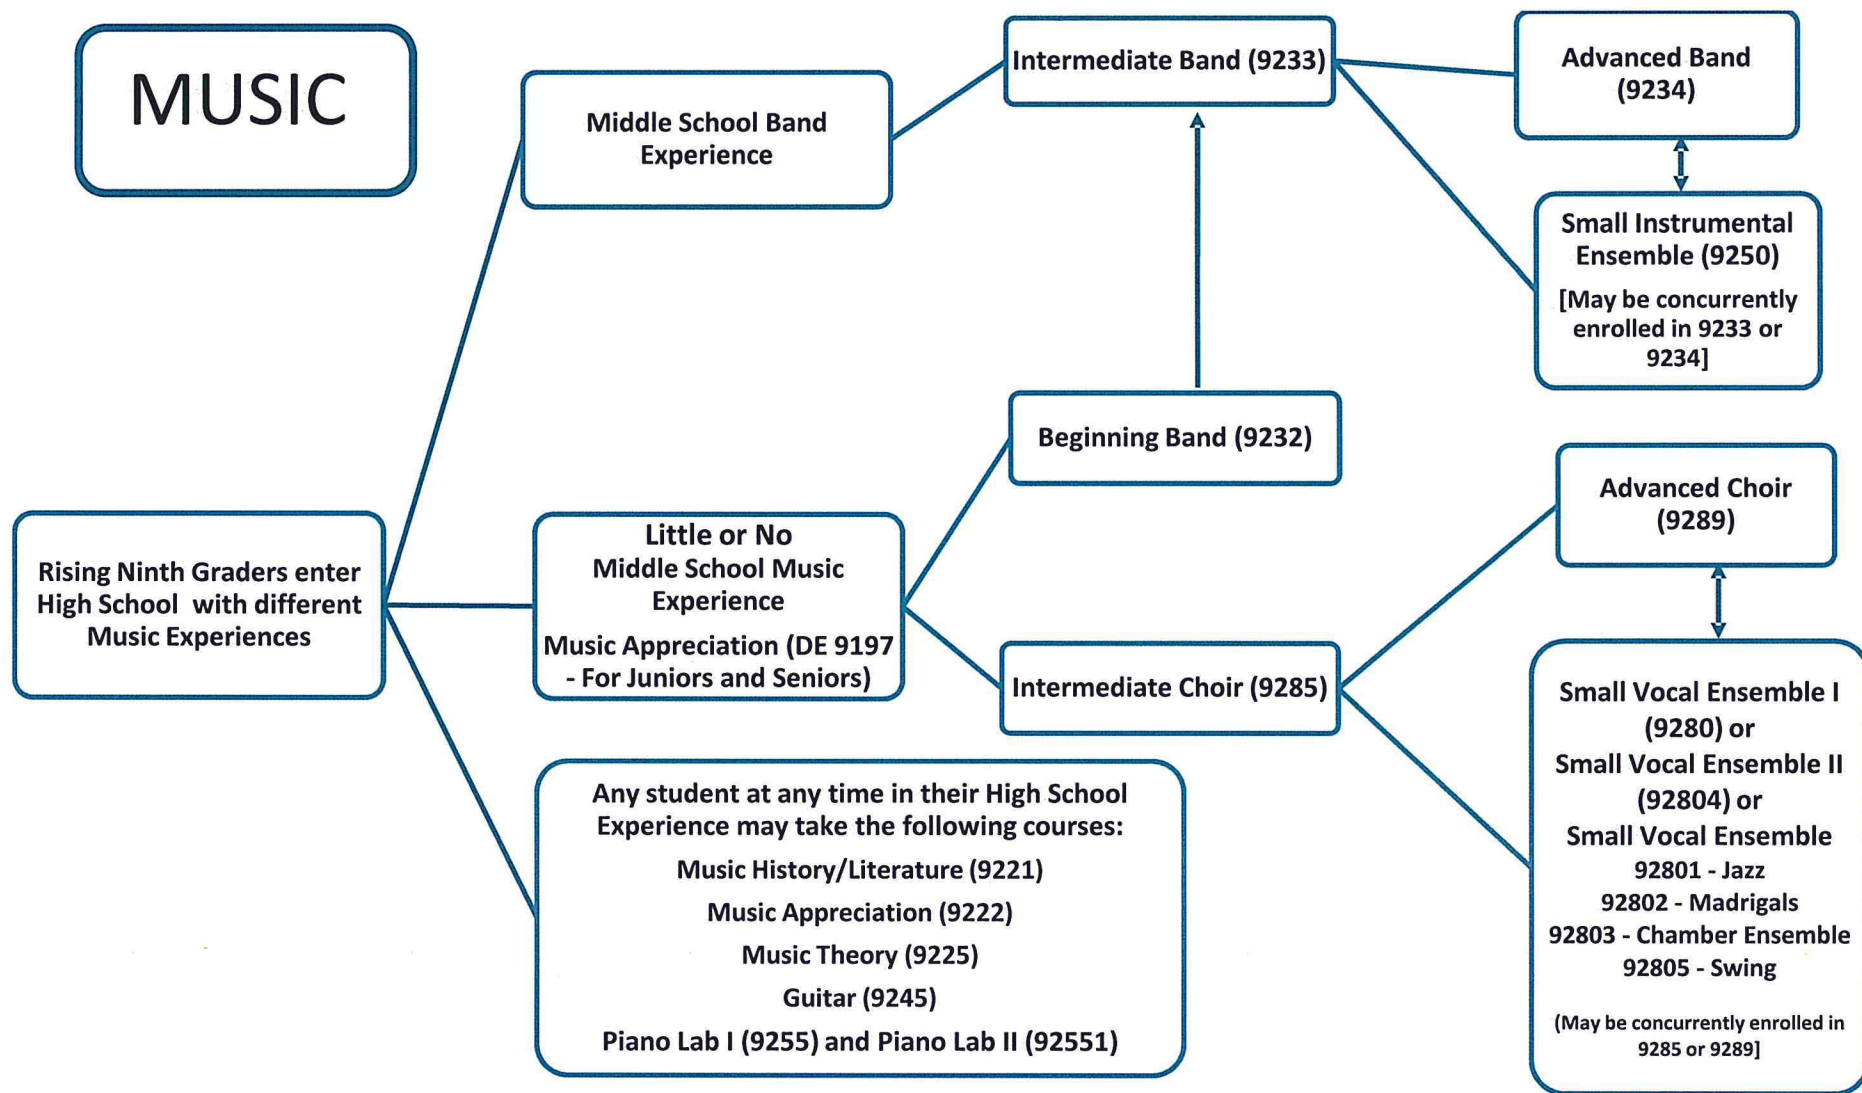 MUSIC
Rising Ninth Graders enter
High School with different
Music Experiences
Middle School Band
Experience
Little or No
Middle School Music
Experience
Music Appreciation (DE 9197
- For Juniors and Seniors)
Any student at any time in their High School
Experience may take the following courses:
Music History/Literature (9221)
Music Appreciation (9222)
Music Theory (9225)
Guitar (9245)
Piano Lab I (9255) and Piano Lab II (92551)
Intermediate Band (9233)
Beginning Band (9232)
Intermediate Choir (9285)
Advanced Band
(9234)
Small Instrumental
Ensemble (9250)
[May be concurrently
enrolled in 9233 or
9234]
Advanced Choir
(9289)
Small Vocal Ensemble I
(9280) or
Small Vocal Ensemble II
(92804) or
Small Vocal Ensemble
92801 - Jazz
92802 - Madrigals
92803 - Chamber Ensemble
92805 - Swing
(May be concurrently enrolled in
9285 or 9289]